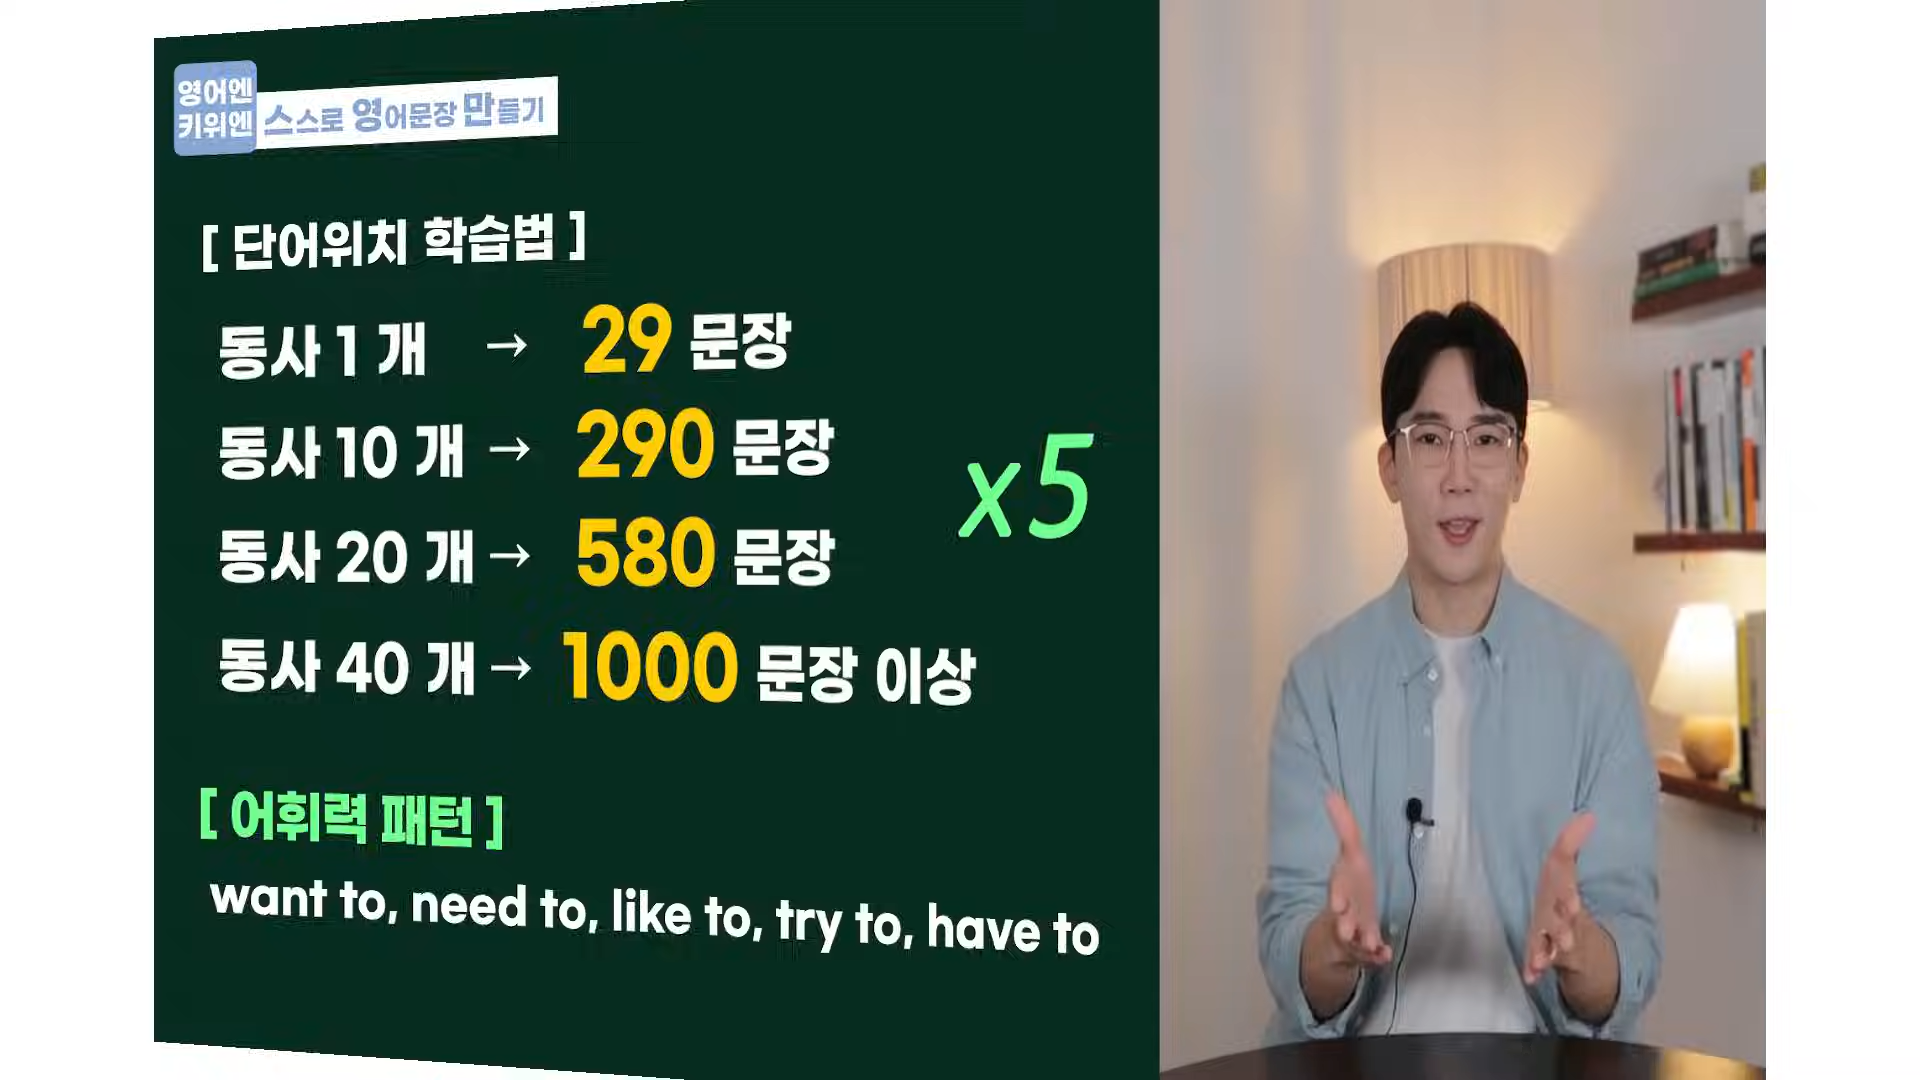 영어엔
키위엔
스스로 영어문장 만들기
[ 단어위치 학습법 ]
동사 1 개 → 29 문장
동사 10 개 → 290 문장
동사 20 개 → 580 문장
동사 40 개 → 1000 문장 이상
x5
[ 어휘력 패턴 ]
want to, need to, like to, try to, have to